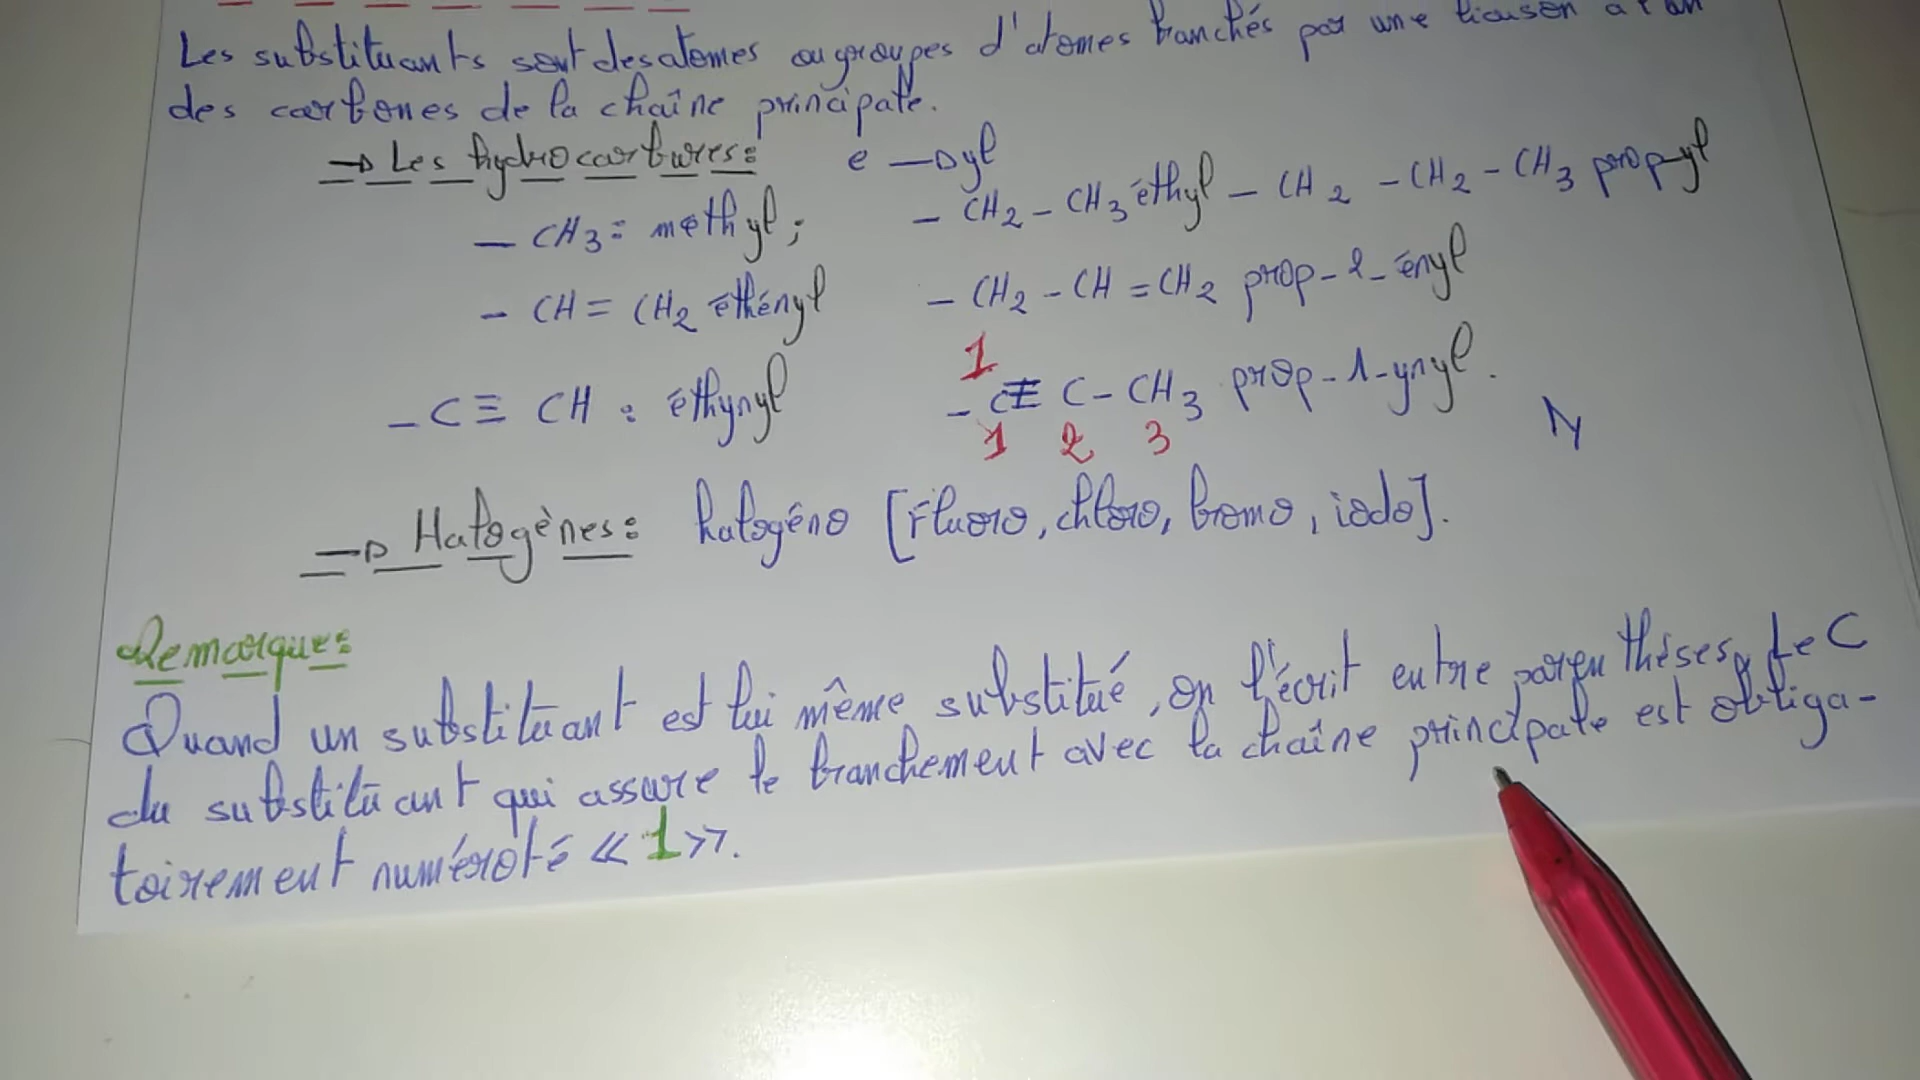 Les substituants sont des atomes ou groupes d'atomes branchés par une liaison à l'un
des carbones de la chaîne principale.
→ Les hydrocarbures: e → yl
- CH3 = méthyl; - CH2 - CH3 éthyl - CH2 - CH2 - CH3 prop-yl
- CH = CH2 éthényl - CH2 - CH = CH2 prop-2-ényl
1
- C ≡ CH : éthynyl - C ≡ C - CH3 prop-1-ynyl.
1 2 3
→ Halogènes: halogéno [Fluoro, chloro, bromo, iodo].
Remarque:
Quand un substituant est lui même substitué, on l'écrit entre parenthèses, Le C
du substituant qui assure le branchement avec la chaîne principale est obliga-
toirement numéroté « 1 ».